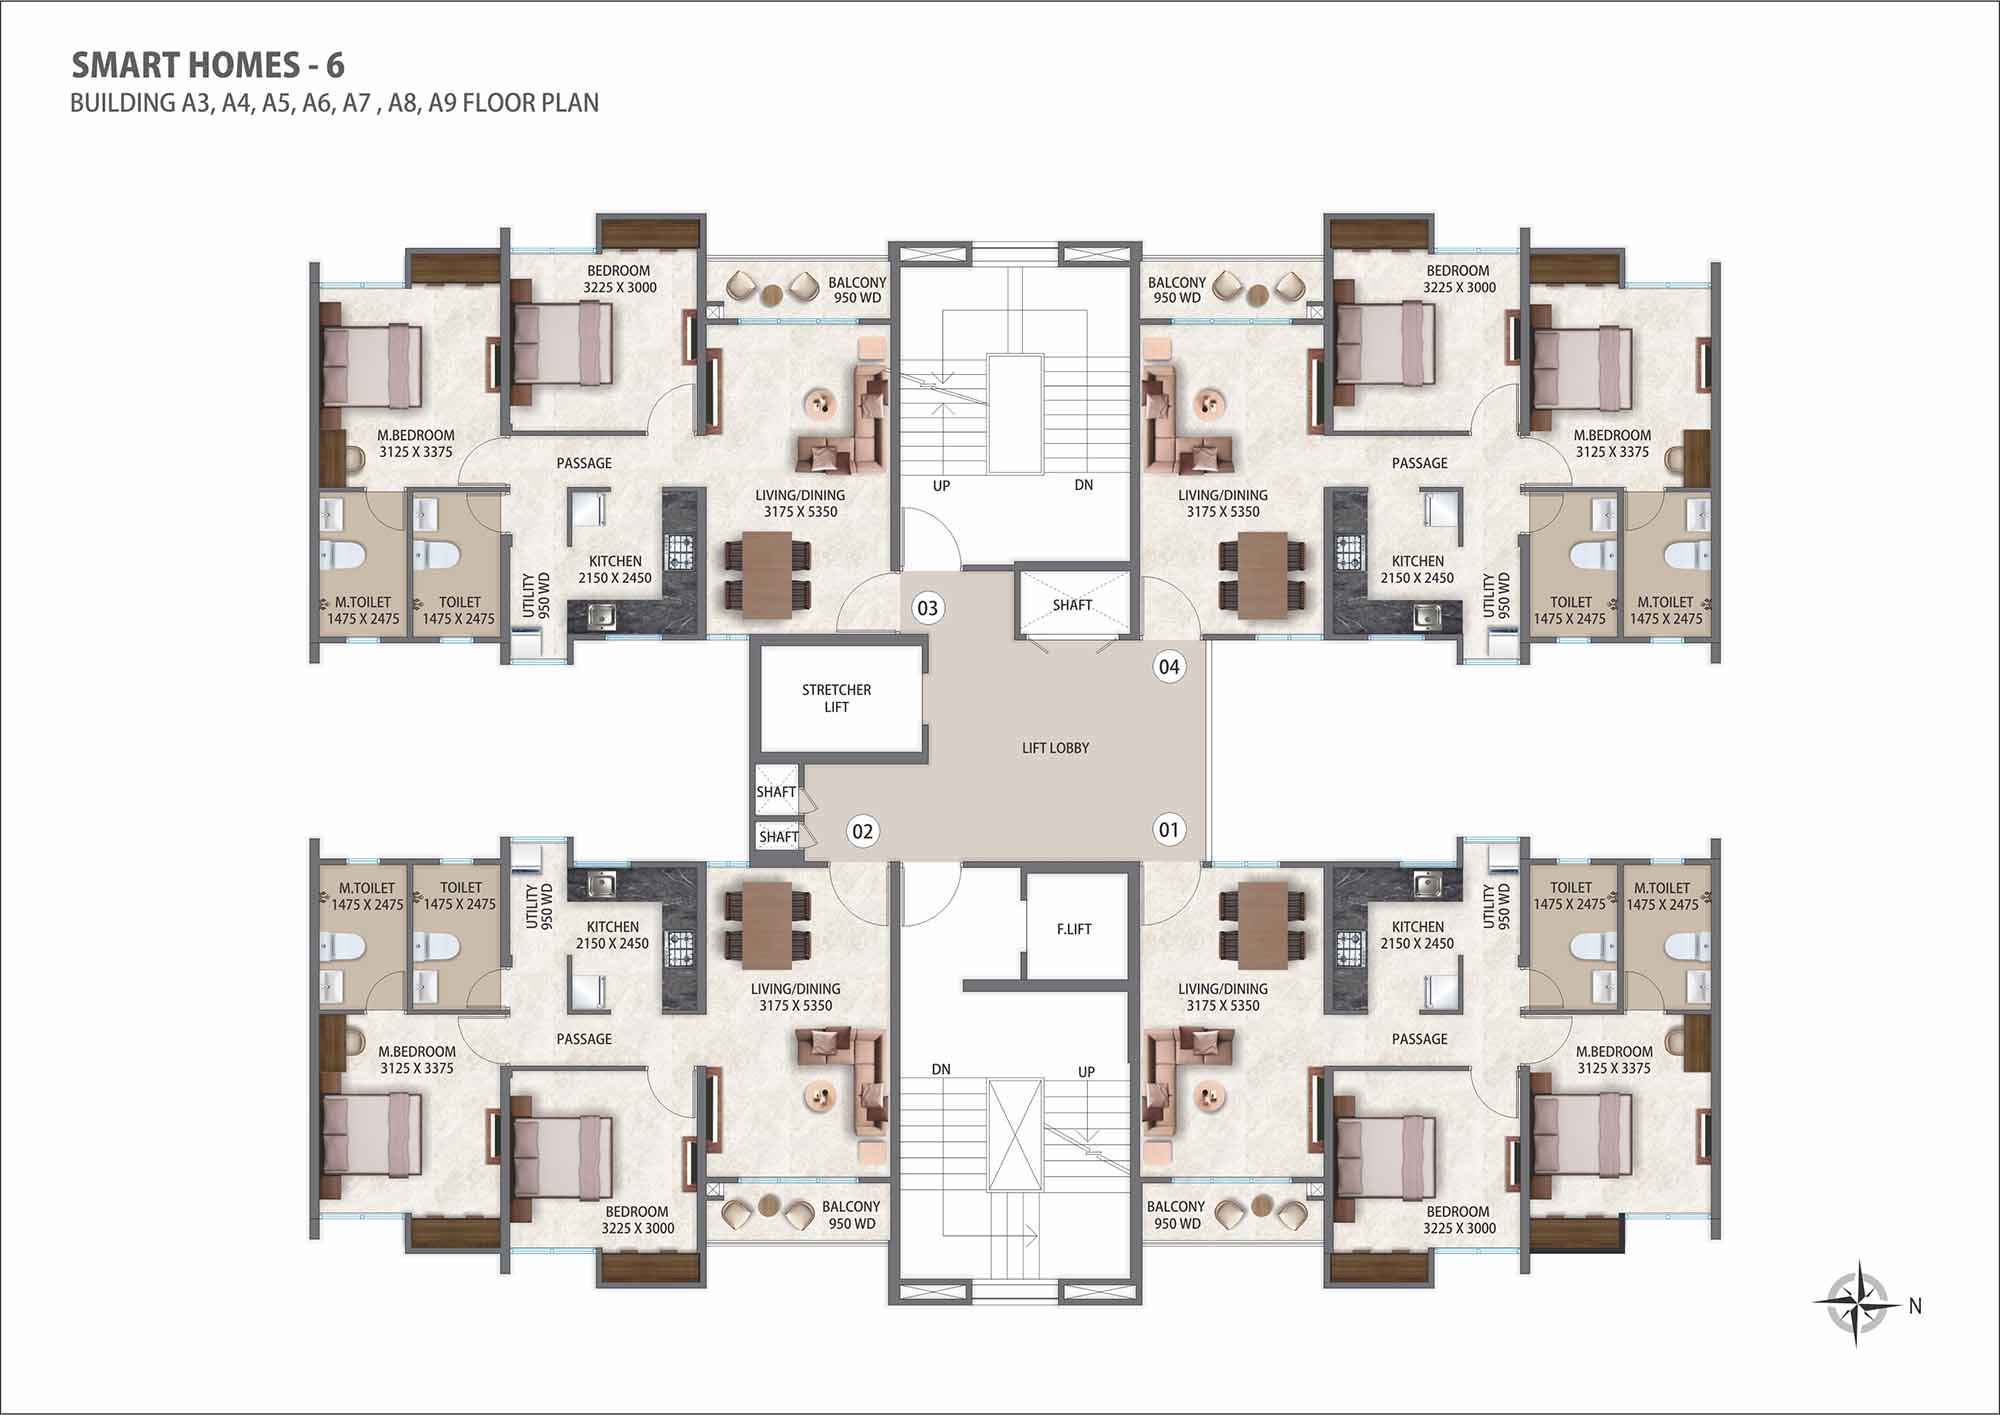 SMART HOMES - 6
BUILDING A3, A4, A5, A6, A7 , A8, A9 FLOOR PLAN
BEDROOM
3225 X 3000
BALCONY
950 WD
M.BEDROOM
3125 X 3375
PASSAGE
LIVING/DINING
3175 X 5350
KITCHEN
2150 X 2450
UTILITY
950 WD
M.TOILET
1475 X 2475
TOILET
1475 X 2475
UP
DN
03
SHAFT
BALCONY
950 WD
BEDROOM
3225 X 3000
M.BEDROOM
3125 X 3375
PASSAGE
LIVING/DINING
3175 X 5350
KITCHEN
2150 X 2450
UTILITY
950 WD
TOILET
1475 X 2475
M.TOILET
1475 X 2475
04
STRETCHER
LIFT
LIFT LOBBY
SHAFT
SHAFT
02
01
M.TOILET
1475 X 2475
TOILET
1475 X 2475
UTILITY
950 WD
KITCHEN
2150 X 2450
LIVING/DINING
3175 X 5350
PASSAGE
M.BEDROOM
3125 X 3375
BEDROOM
3225 X 3000
BALCONY
950 WD
F.LIFT
DN
UP
KITCHEN
2150 X 2450
UTILITY
950 WD
TOILET
1475 X 2475
M.TOILET
1475 X 2475
LIVING/DINING
3175 X 5350
PASSAGE
M.BEDROOM
3125 X 3375
BALCONY
950 WD
BEDROOM
3225 X 3000
N